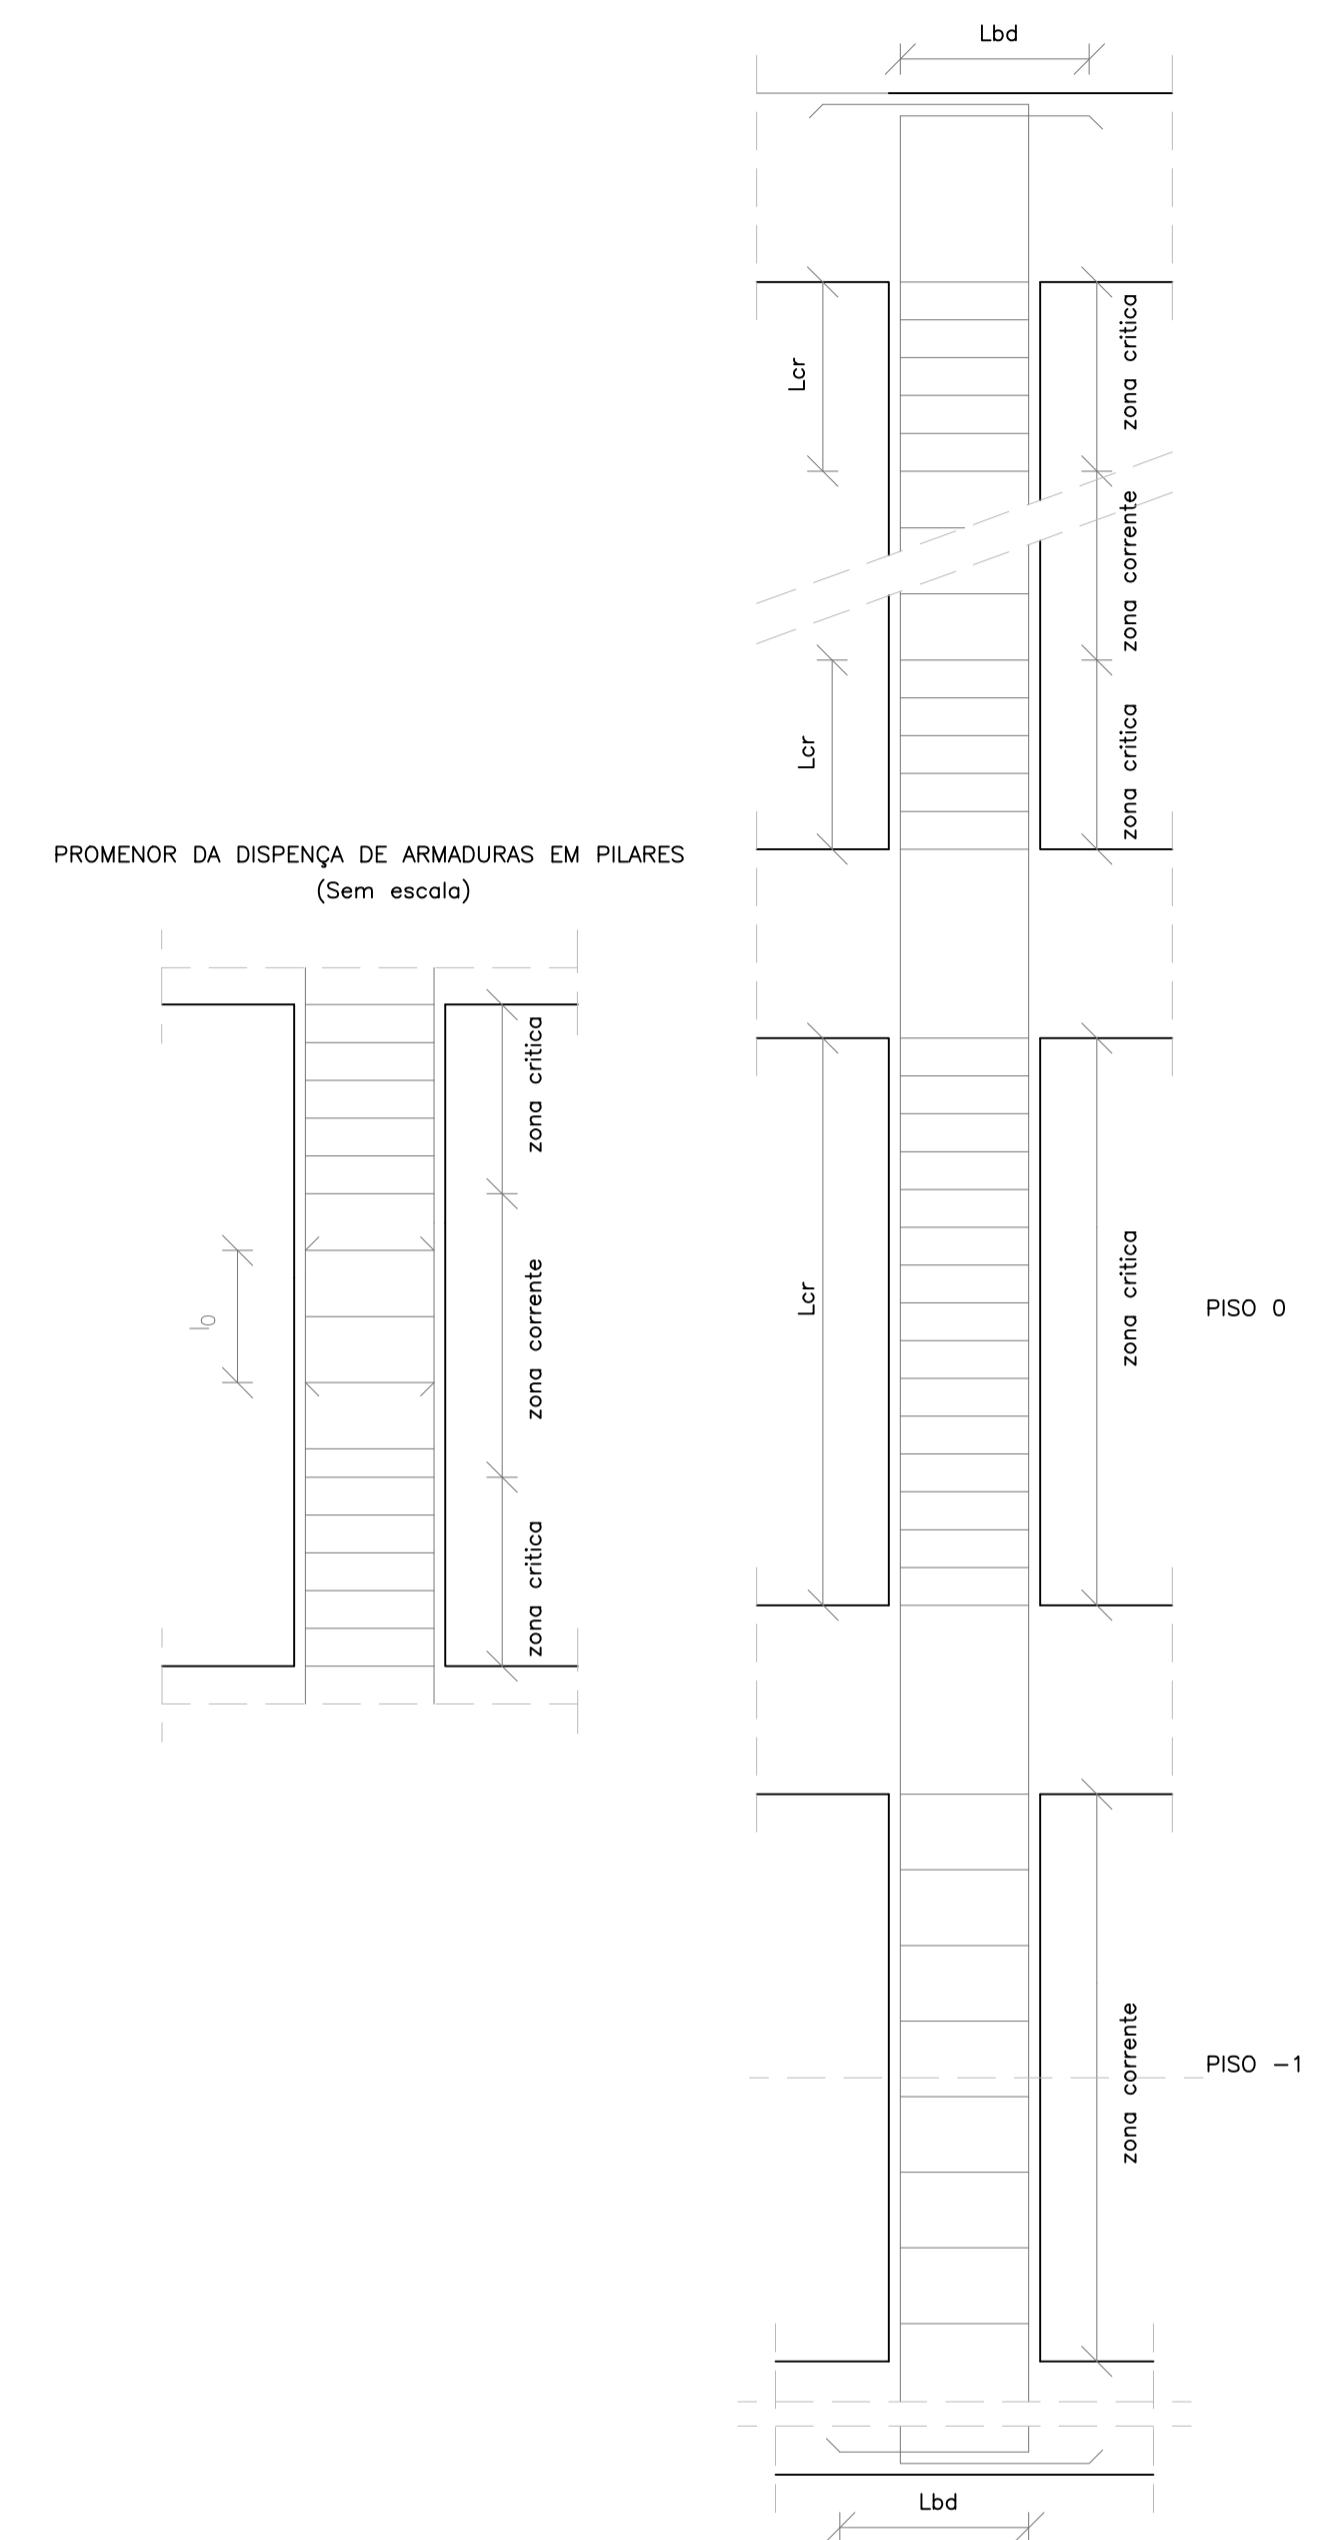 Lbd
Lcr
zona critica
zona corrente
Lcr
zona critica
PROMENOR DA DISPENÇA DE ARMADURAS EM PILARES
(Sem escala)
zona critica
l0
zona corrente
zona critica
Lcr
zona critica
PISO 0
zona corrente
PISO -1
Lbd